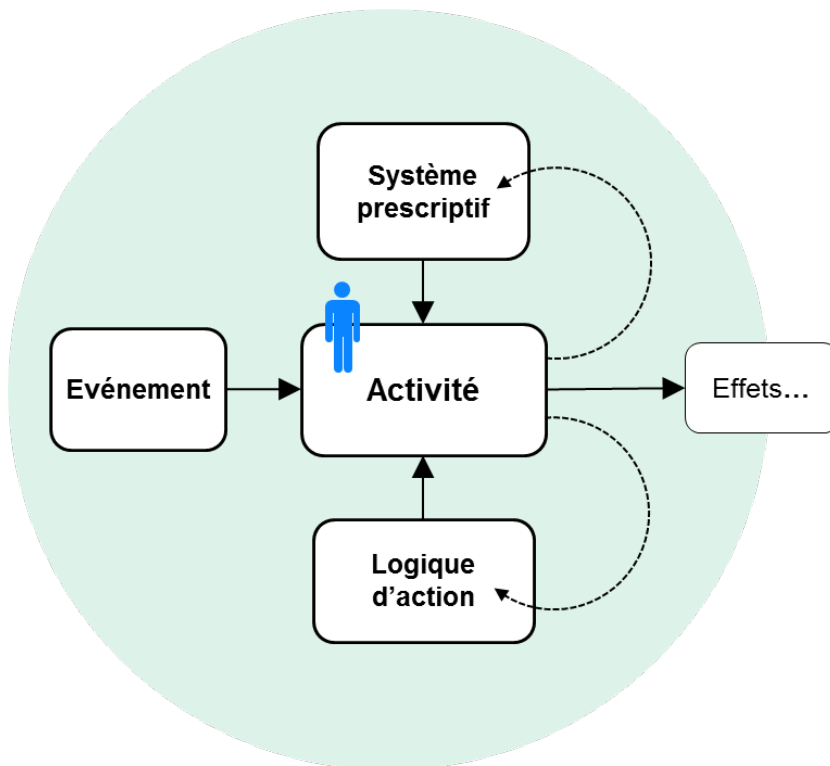 Système
prescriptif
Evénement
Activité
Effets...
Logique
d’action